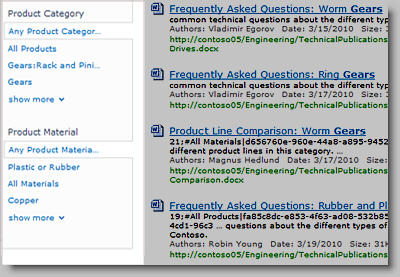 Product Category
Any Product Categor...
All Products
Gears:Rack and Pini...
Gears
show more
Product Material
Any Product Materia...
Plastic or Rubber
All Materials
Copper
show more
Frequently Asked Questions: Worm Gears
common technical questions about the different typ
Authors: Vladimir Egorov Date: 3/15/2010 Size:
http://contoso05/Engineering/TechnicalPublications
Drives.docx
Frequently Asked Questions: Ring Gears
common technical questions about the different typ
Authors: Vladimir Egorov Date: 3/17/2010 Size: 3
http://contoso05/Engineering/TechnicalPublications
Product Line Comparison: Worm Gears
21;#All Materials|d656760e-960e-44a8-a895-9452
different product lines in this category. ...
Authors: Magnus Hedlund Date: 3/17/2010 Size:
http://contoso05/Engineering/TechnicalPublications
Comparison.docx
Frequently Asked Questions: Rubber and Pl
19;#All Products|fa85c8dc-e853-4f63-ad08-532b85
4cd1-96c3 ... questions about the different types of
Contoso.
Authors: Robin Young Date: 3/19/2010 Size: 31K
http://contoso05/Engineering/TechnicalPublications